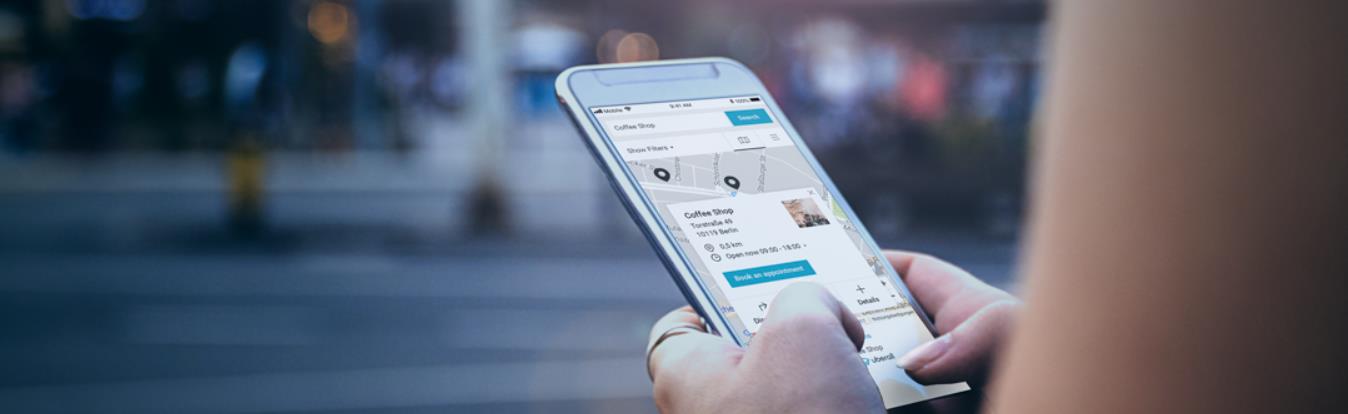 Mobile 9:41 AM 100%
Coffee Shop Search
Show Filters
Coffee Shop
Torstraße 49
10119 Berlin
0,5 km
Open now 09:00 - 18:00
Book an appointment
Details
Shop
uberall